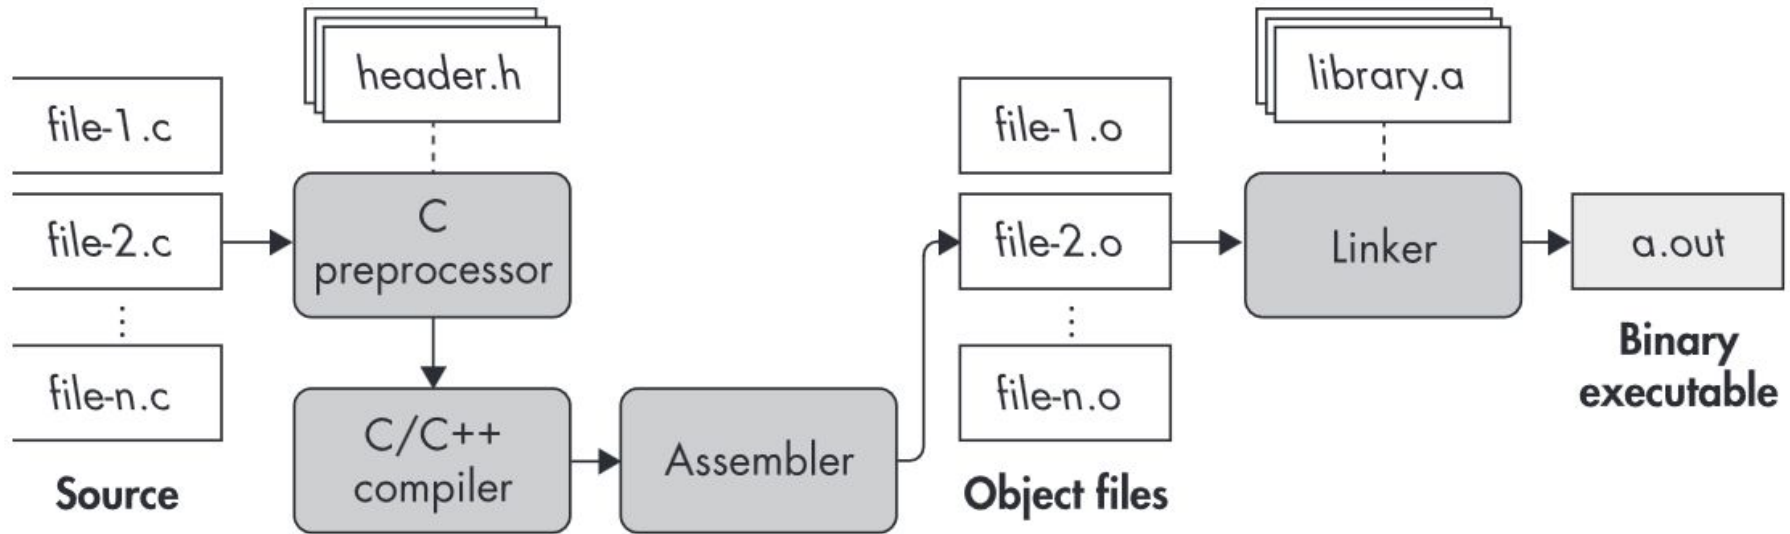 file-1.c
file-2.c
file-n.c
Source
header.h
C
preprocessor
C/C++
compiler
Assembler
file-1.o
file-2.o
file-n.o
Object files
library.a
Linker
a.out
Binary
executable